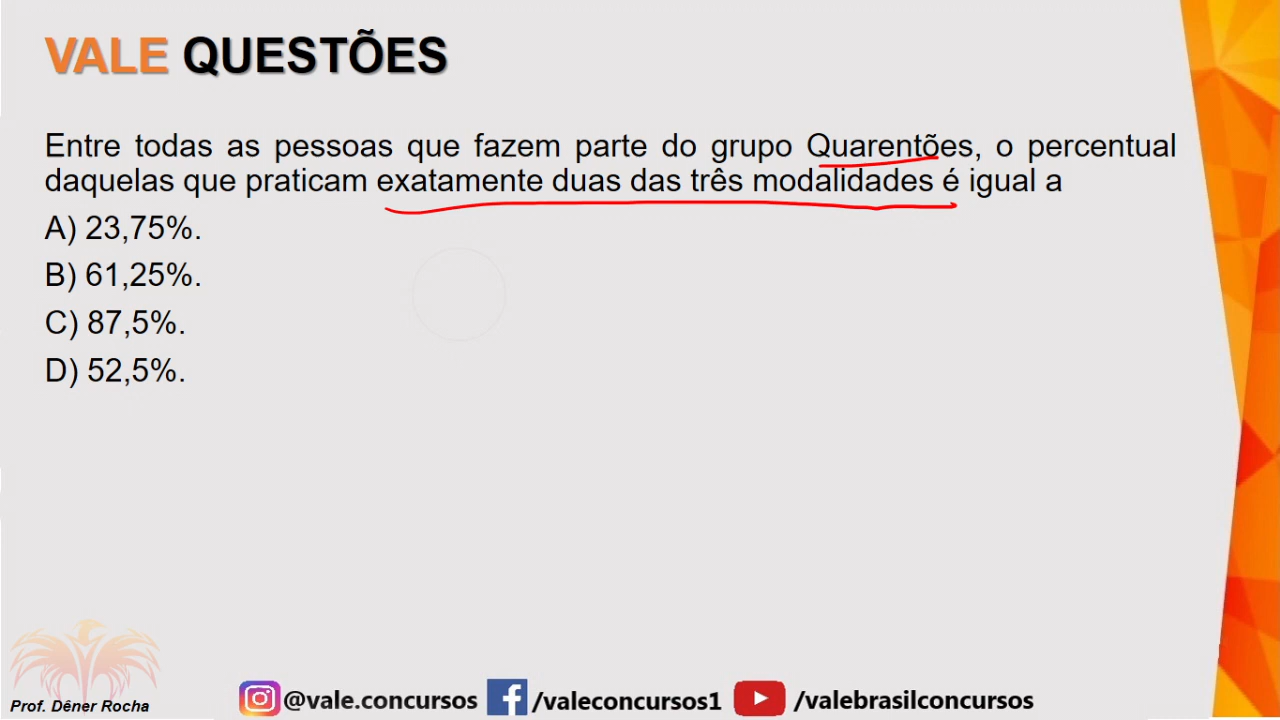 VALE QUESTÕES
Entre todas as pessoas que fazem parte do grupo Quarentões, o percentual
daquelas que praticam exatamente duas das três modalidades é igual a
A) 23,75%.
B) 61,25%.
C) 87,5%.
D) 52,5%.
Prof. Dêner Rocha
@vale.concursos /valeconcursos1 /valebrasilconcursos